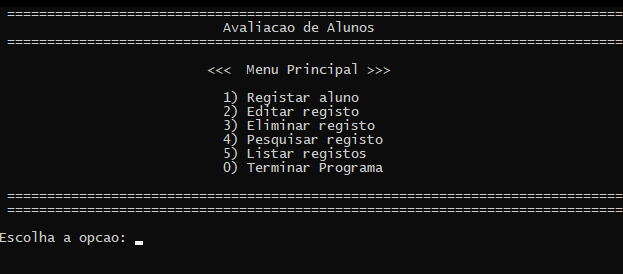 ==============================================================================
Avaliacao de Alunos
==============================================================================
<<<  Menu Principal >>>
1) Registar aluno
2) Editar registo
3) Eliminar registo
4) Pesquisar registo
5) Listar registos
0) Terminar Programa
==============================================================================
==============================================================================
Escolha a opcao: _